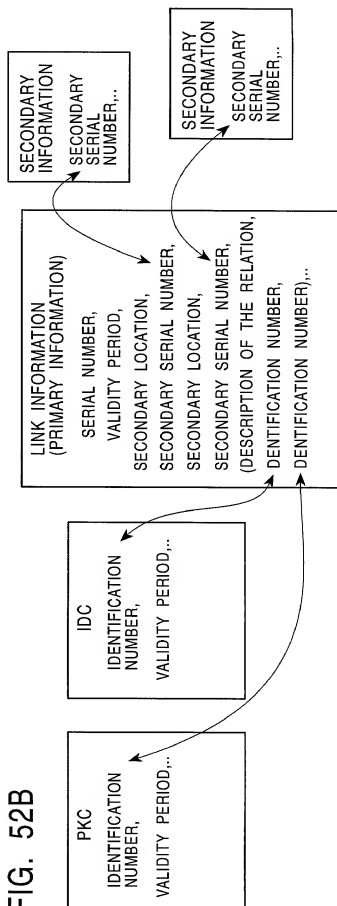 FIG. 52B
PKC
IDENTIFICATION
NUMBER,
VALIDITY PERIOD,..
IDC
IDENTIFICATION
NUMBER,
VALIDITY PERIOD,..
LINK INFORMATION
(PRIMARY INFORMATION)
SERIAL NUMBER,
VALIDITY PERIOD,
SECONDARY LOCATION,
SECONDARY SERIAL NUMBER,
SECONDARY LOCATION,
SECONDARY SERIAL NUMBER,
(DESCRIPTION OF THE RELATION,
DENTIFICATION NUMBER,
DENTIFICATION NUMBER),..
SECONDARY
INFORMATION
SECONDARY
SERIAL
NUMBER,..
SECONDARY
INFORMATION
SECONDARY
SERIAL
NUMBER,..